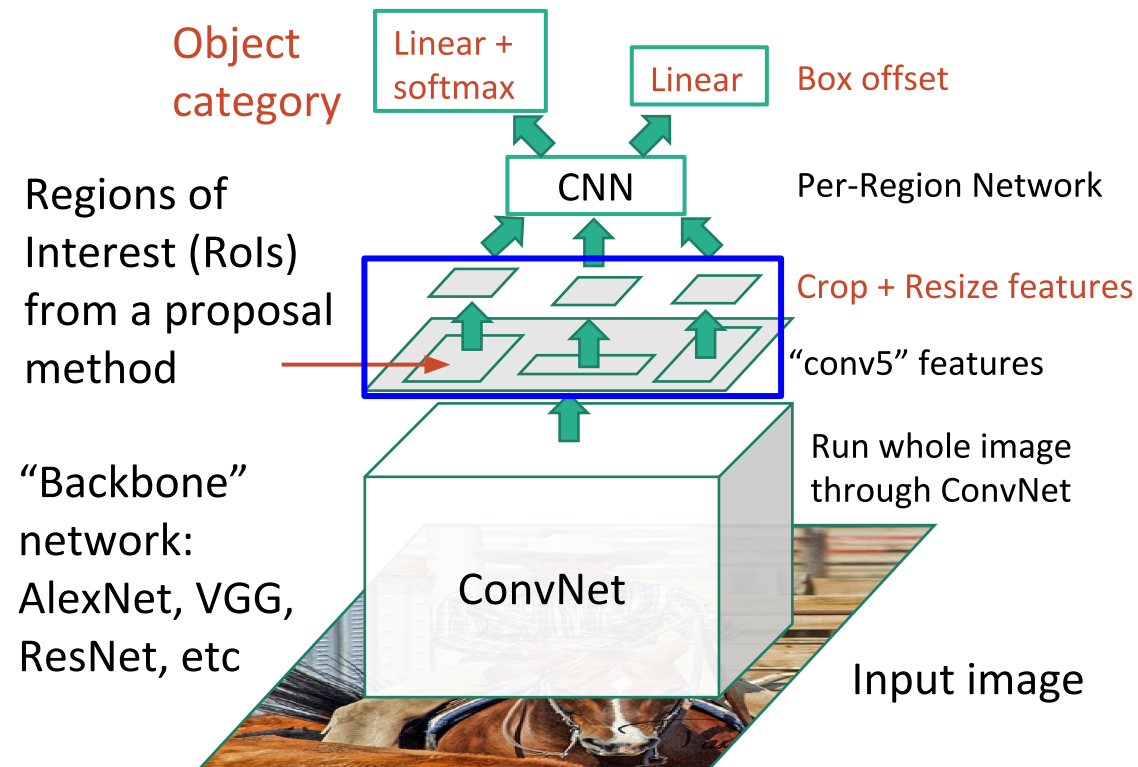 Object
category
Linear +
softmax
Linear
Box offset
CNN
Per-Region Network
Regions of
Interest (RoIs)
from a proposal
method
Crop + Resize features
“conv5” features
Run whole image
through ConvNet
“Backbone”
network:
AlexNet, VGG,
ResNet, etc
ConvNet
Input image